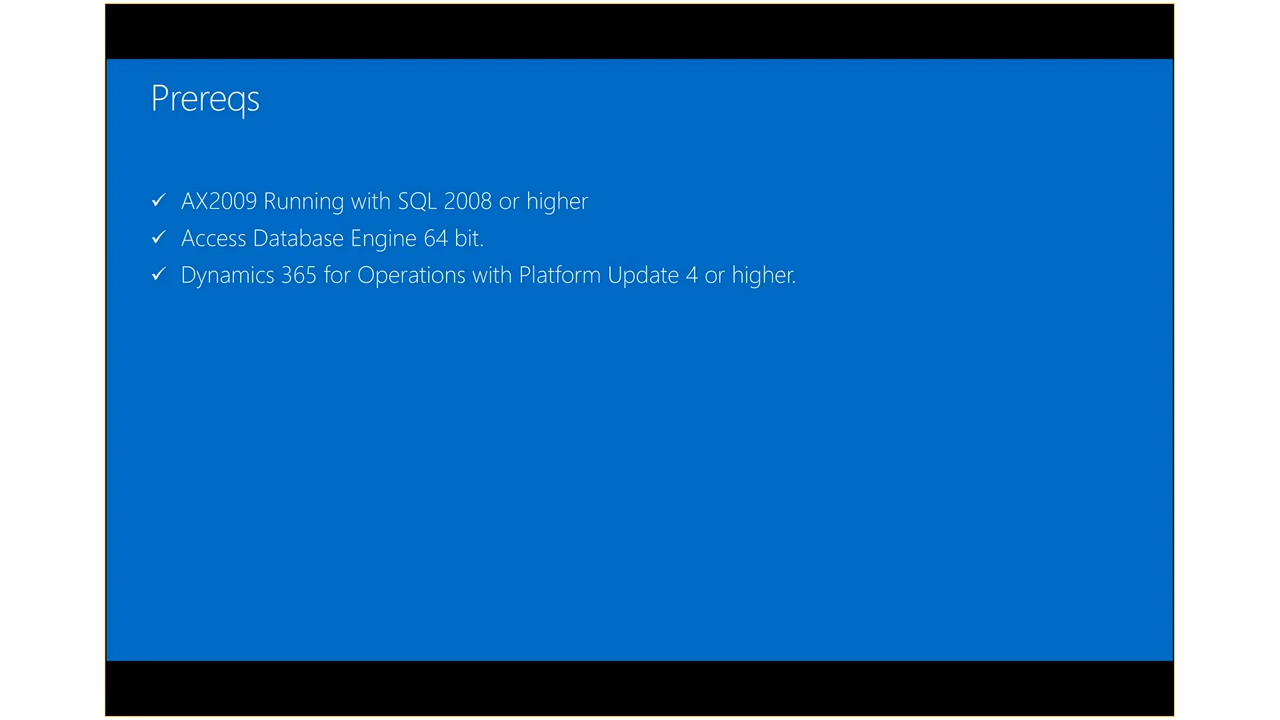 Prereqs
✓ AX2009 Running with SQL 2008 or higher
✓ Access Database Engine 64 bit.
✓ Dynamics 365 for Operations with Platform Update 4 or higher.